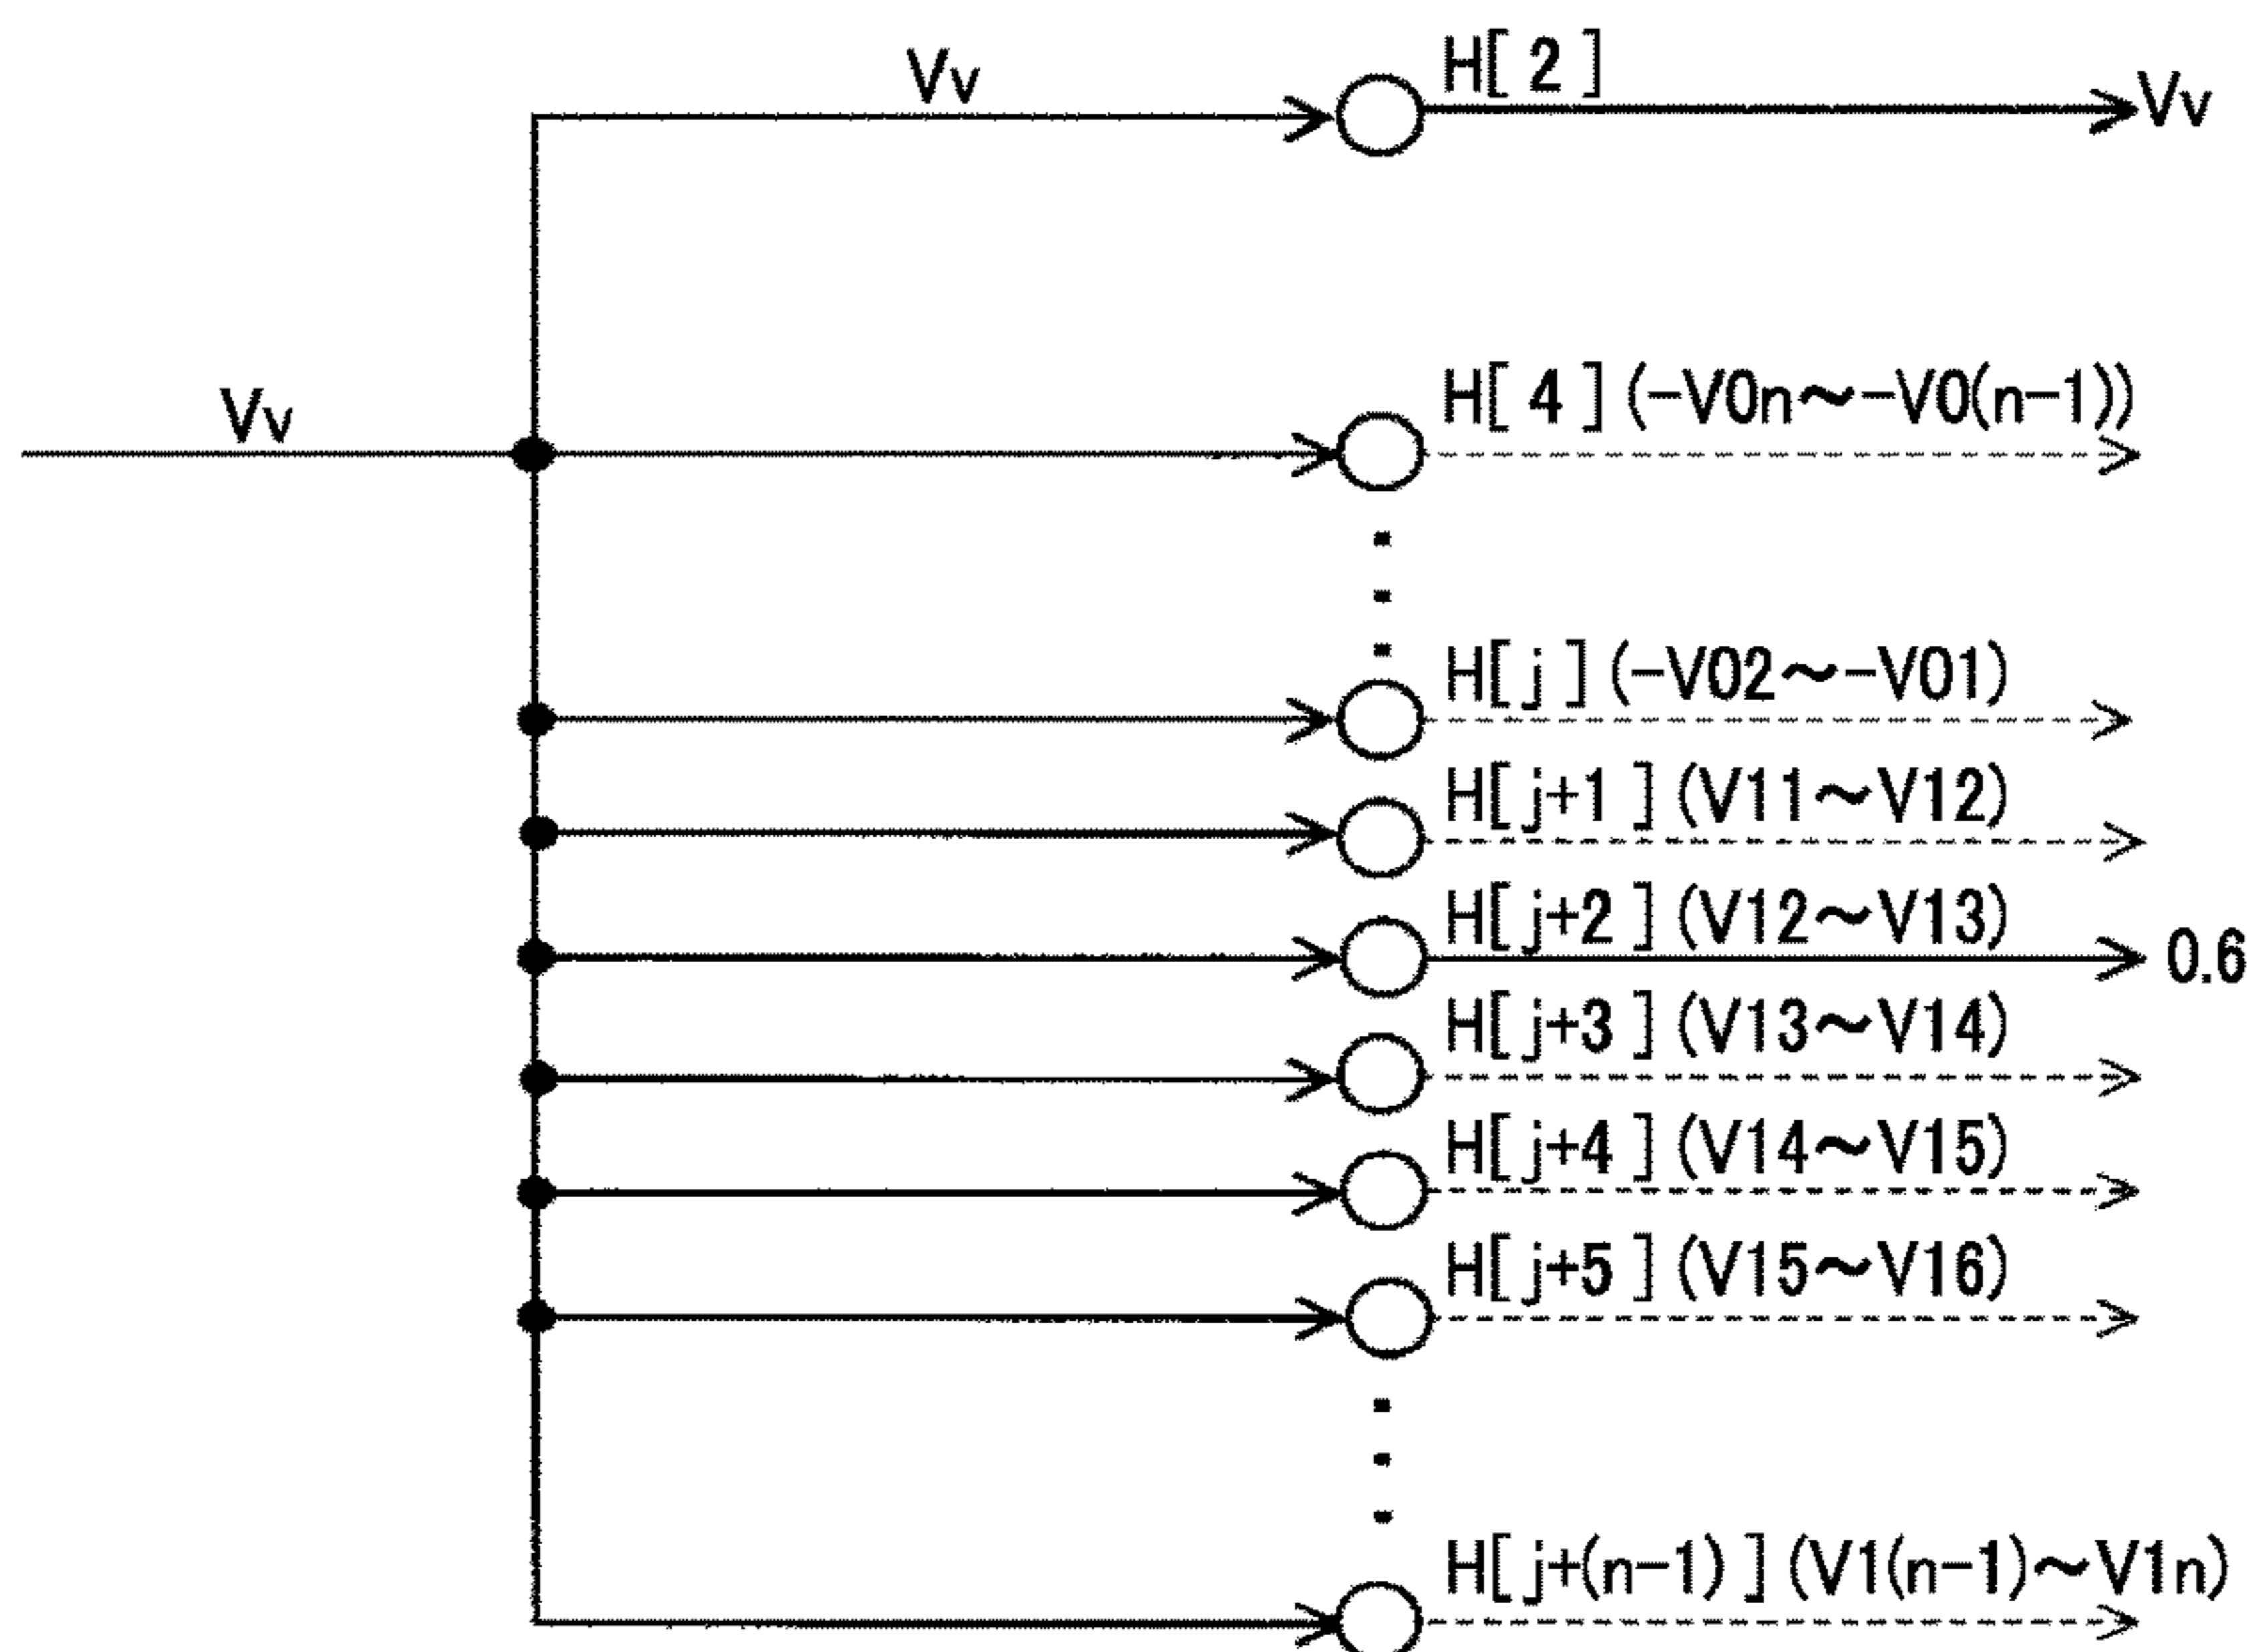 Vv
H[ 2 ]
Vv
Vv
H[ 4 ](-V0n～-V0(n-1))
H[ j ](-V02～-V01)
H[ j+1 ](V11～V12)
H[ j+2 ](V12～V13)
0.6
H[ j+3 ](V13～V14)
H[ j+4 ](V14～V15)
H[ j+5 ](V15～V16)
H[ j+(n-1) ](V1(n-1)～V1n)